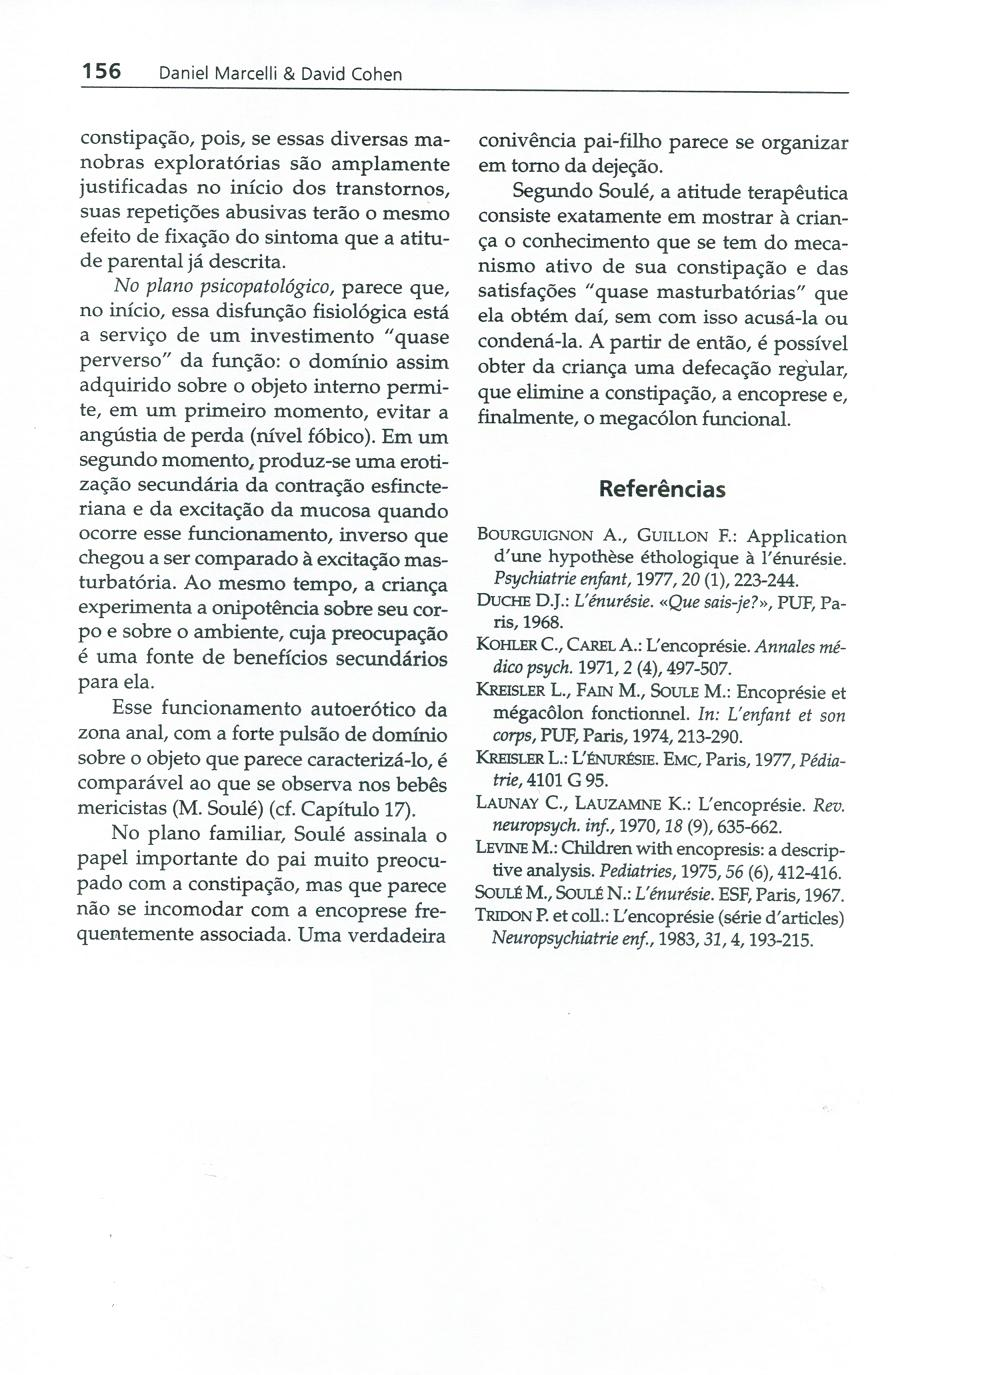 156 Daniel Marcelli & David Cohen
constipação, pois, se essas diversas ma-
nobras exploratórias são amplamente
justificadas no início dos transtornos,
suas repetições abusivas terão o mesmo
efeito de fixação do sintoma que a atitu-
de parental já descrita.
No plano psicopatológico, parece que,
no início, essa disfunção fisiológica está
a serviço de um investimento "quase
perverso" da função: o domínio assim
adquirido sobre o objeto interno permi-
te, em um primeiro momento, evitar a
angústia de perda (nível fóbico). Em um
segundo momento, produz-se uma eroti-
zação secundária da contração esfincte-
riana e da excitação da mucosa quando
ocorre esse funcionamento, inverso que
chegou a ser comparado à excitação mas-
turbatória. Ao mesmo tempo, a criança
experimenta a onipotência sobre seu cor-
po e sobre o ambiente, cuja preocupação
é uma fonte de benefícios secundários
para ela.
Esse funcionamento autoerótico da
zona anal, com a forte pulsão de domínio
sobre o objeto que parece caracterizá-lo, é
comparável ao que se observa nos bebês
mericistas (M. Soulé) (cf. Capítulo 17).
No plano familiar, Soulé assinala o
papel importante do pai muito preocu-
pado com a constipação, mas que parece
não se incomodar com a encoprese fre-
quentemente associada. Uma verdadeira
conivência pai-filho parece se organizar
em torno da dejeção.
Segundo Soulé, a atitude terapêutica
consiste exatamente em mostrar à crian-
ça o conhecimento que se tem do meca-
nismo ativo de sua constipação e das
satisfações "quase masturbatórias" que
ela obtém daí, sem com isso acusá-la ou
condená-la. A partir de então, é possível
obter da criança uma defecação regular,
que elimine a constipação, a encoprese e,
finalmente, o megacólon funcional.
Referências
BOURGUIGNON A., GUILLON F.: Application
d'une hypothèse éthologique à l'énurésie.
Psychiatrie enfant, 1977, 20 (1), 223-244.
DUCHE D.J.: L'énurésie. «Que sais-je?», PUF, Pa-
ris, 1968.
KOHLER C., CAREL A.: L'encoprésie. Annales mé-
dico psych. 1971, 2 (4), 497-507.
KREISLER L., FAIN M., SOULE M.: Encoprésie et
mégacôlon fonctionnel. In: L'enfant et son
corps, PUF, Paris, 1974, 213-290.
KREISLER L.: L'ÉNURÉSIE. EMC, Paris, 1977, Pédia-
trie, 4101 G 95.
LAUNAY C., LAUZAMNE K.: L'encoprésie. Rev.
neuropsych. inf., 1970, 18 (9), 635-662.
LEVINE M.: Children with encopresis: a descrip-
tive analysis. Pediatries, 1975, 56 (6), 412-416.
SOULÉ M., SOULÉ N.: L'énurésie. ESF, Paris, 1967.
TRIDON P. et coll.: L'encoprésie (série d'articles)
Neuropsychiatrie enf., 1983, 31, 4, 193-215.